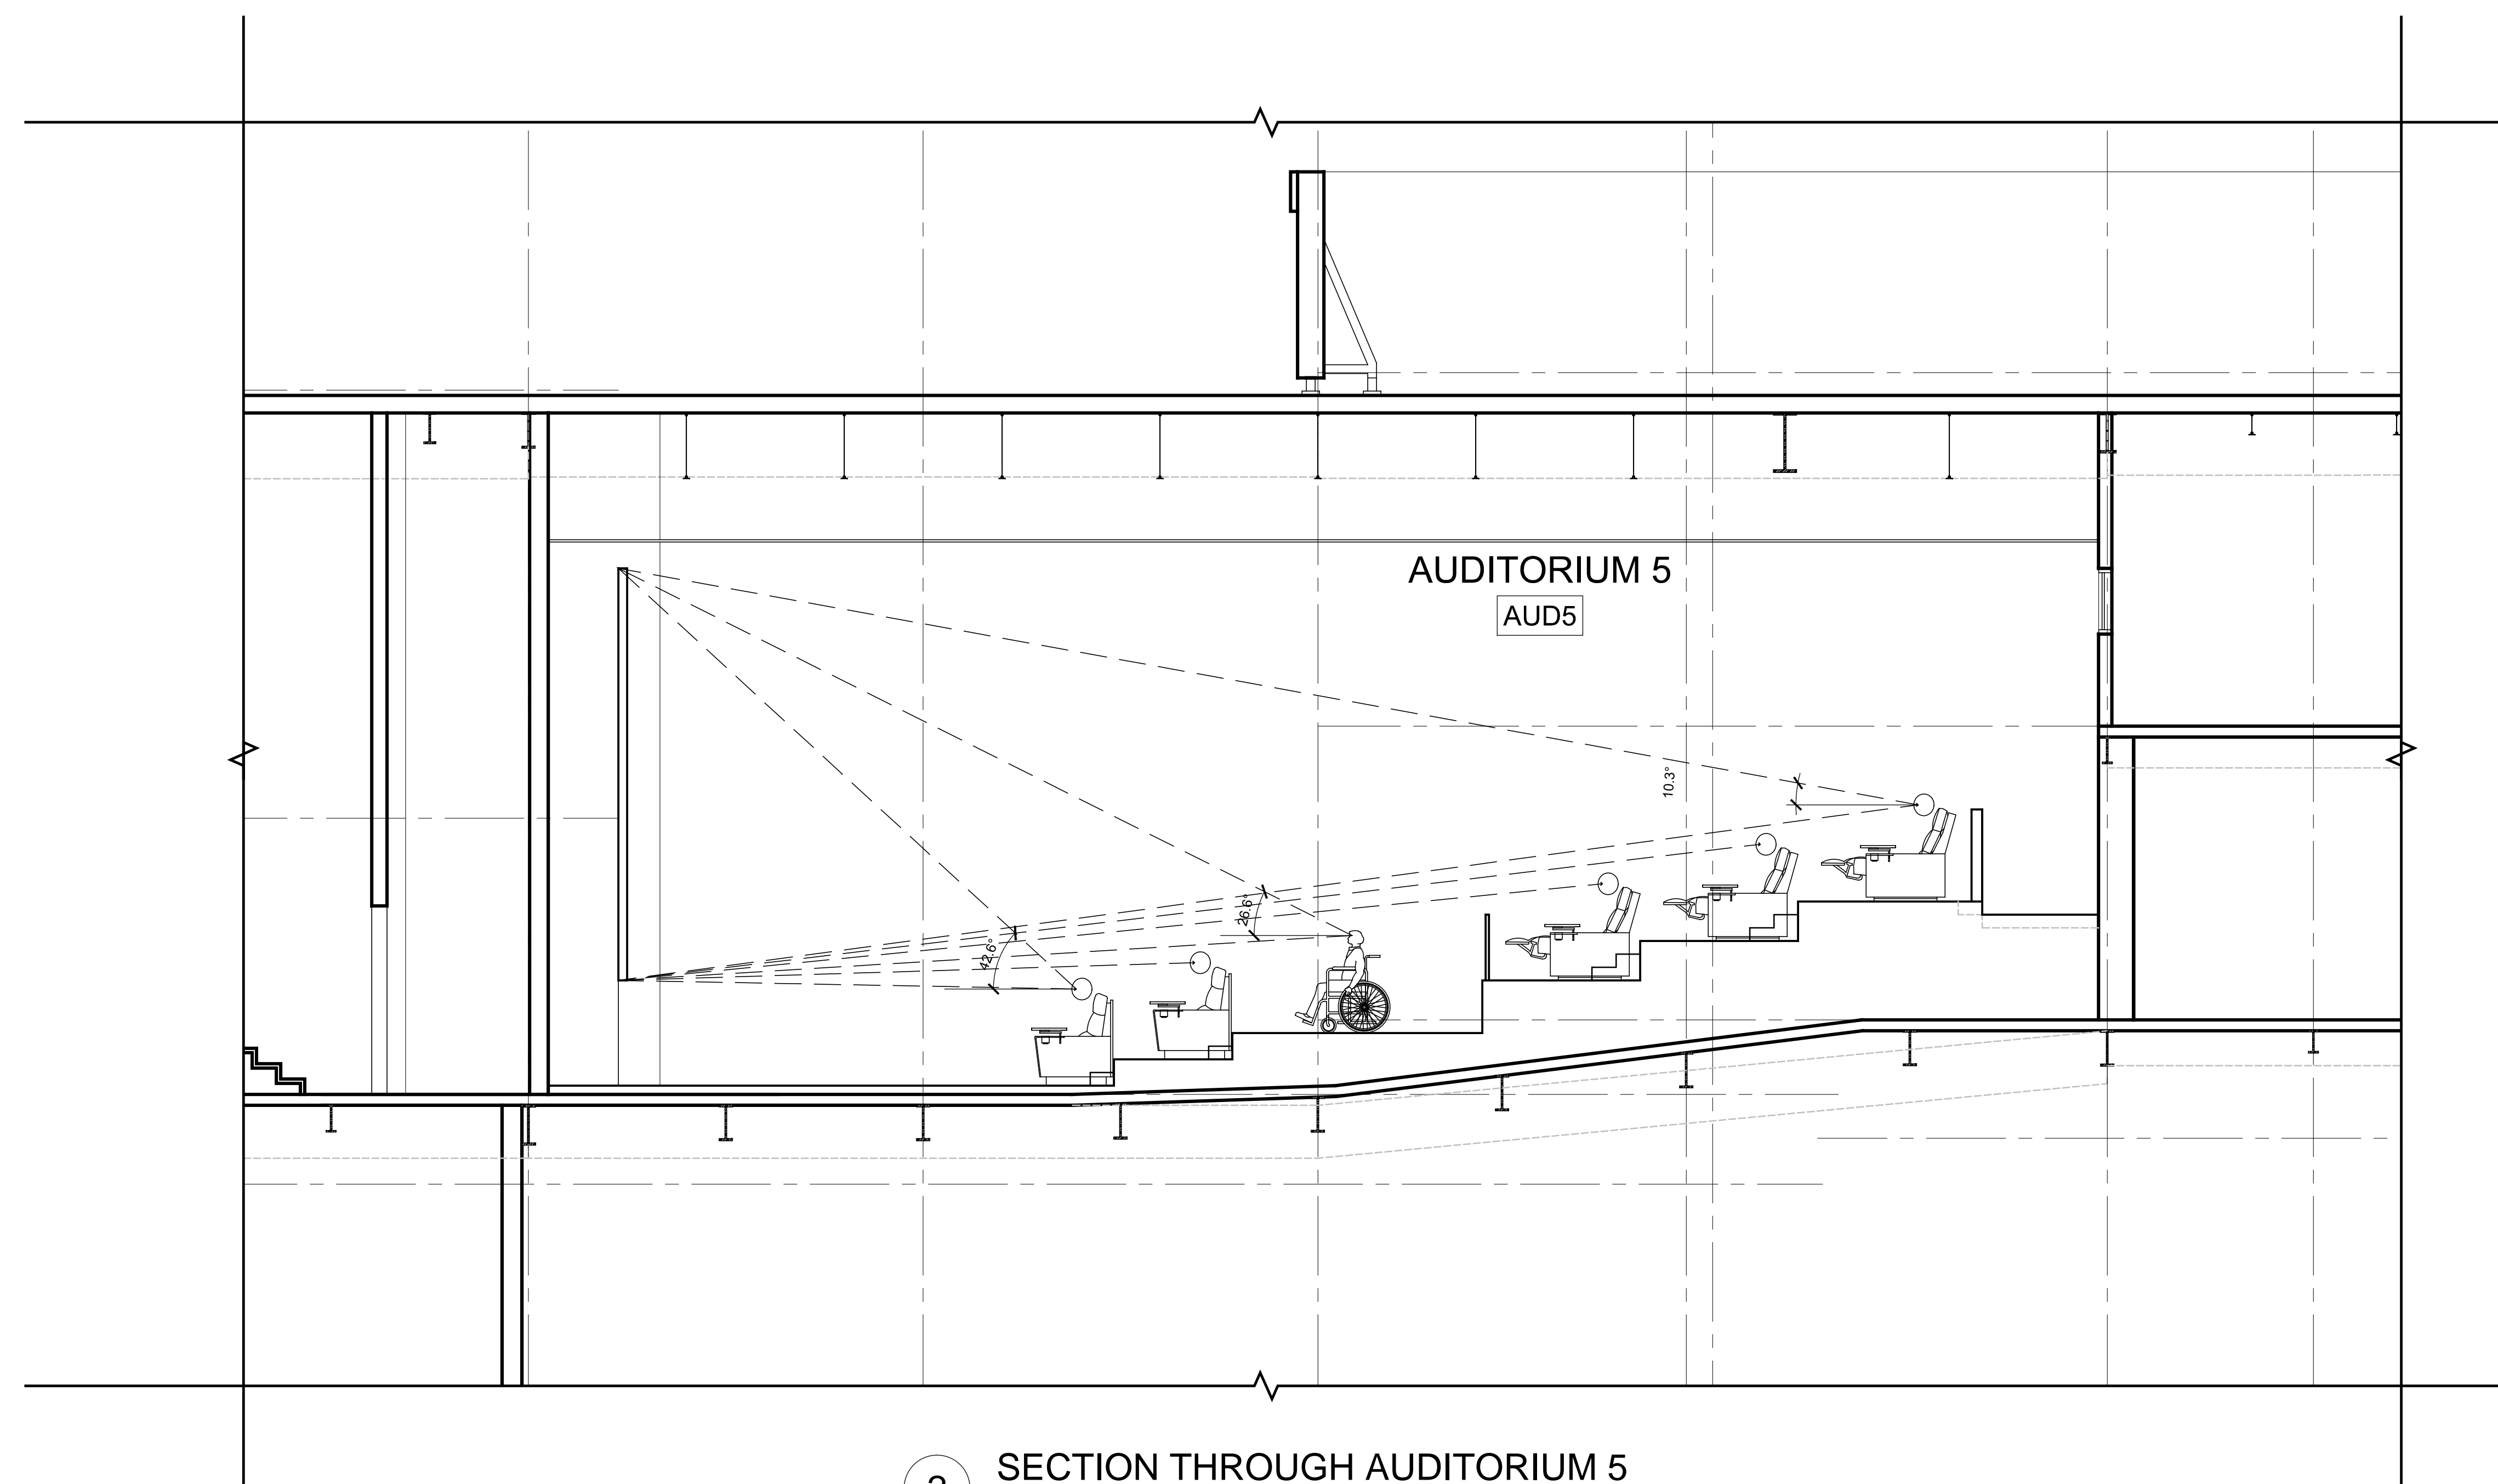 AUDITORIUM 5
AUD5
10.3°
26.6°
42.6°
SECTION THROUGH AUDITORIUM 5